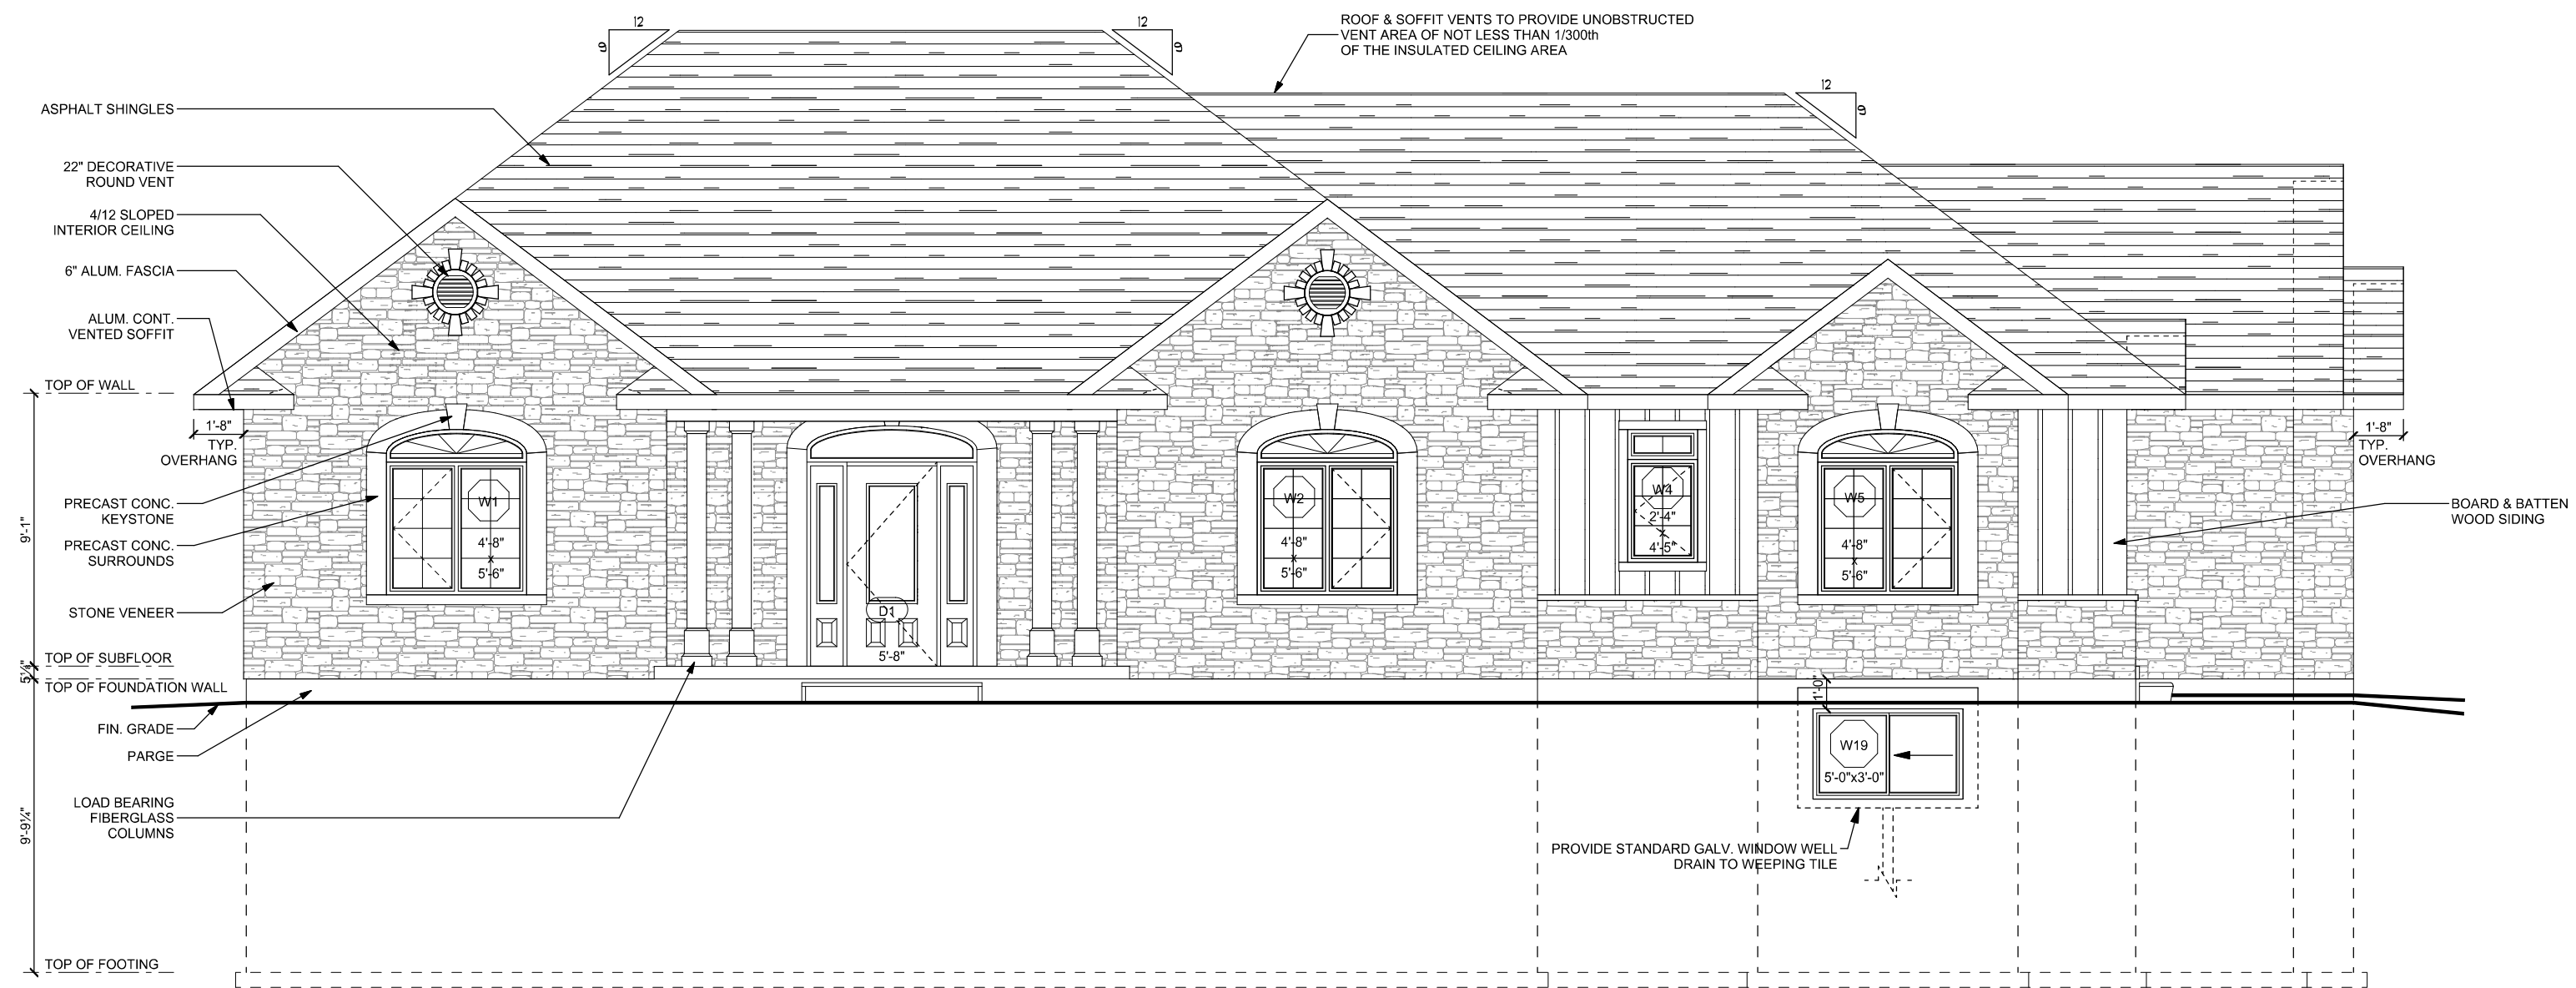 12
9
12
9
ROOF & SOFFIT VENTS TO PROVIDE UNOBSTRUCTED
VENT AREA OF NOT LESS THAN 1/300th
OF THE INSULATED CEILING AREA
12
9
ASPHALT SHINGLES
22" DECORATIVE
ROUND VENT
4/12 SLOPED
INTERIOR CEILING
6" ALUM. FASCIA
ALUM. CONT.
VENTED SOFFIT
TOP OF WALL
1'-8"
TYP.
OVERHANG
1'-8"
TYP.
OVERHANG
PRECAST CONC.
KEYSTONE
PRECAST CONC.
SURROUNDS
STONE VENEER
9'-1"
W1
4'-8"
x
5'-6"
D1
5'-8"
W2
4'-8"
x
5'-6"
W4
2'-4"
x
4'-5"
W5
4'-8"
x
5'-6"
BOARD & BATTEN
WOOD SIDING
TOP OF SUBFLOOR
5½"
TOP OF FOUNDATION WALL
1'-0"
FIN. GRADE
PARGE
W19
5'-0"x3'-0"
LOAD BEARING
FIBERGLASS
COLUMNS
9'-9¼"
PROVIDE STANDARD GALV. WINDOW WELL
DRAIN TO WEEPING TILE
TOP OF FOOTING